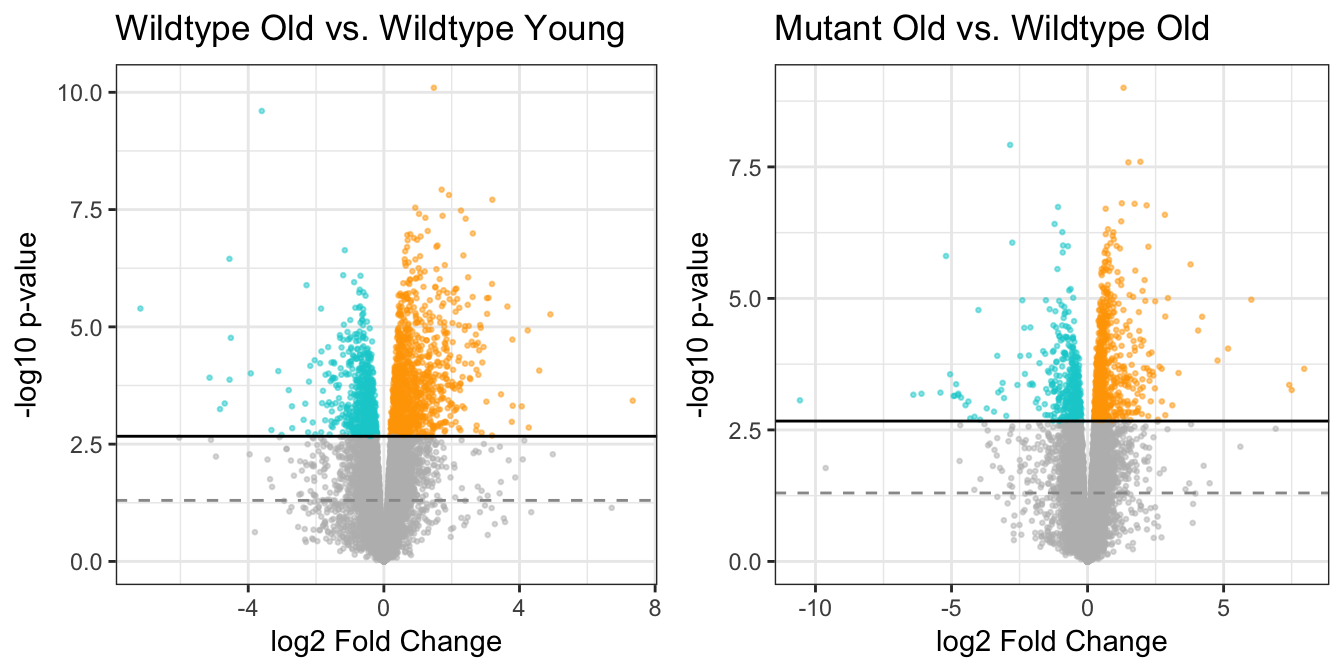 Wildtype Old vs. Wildtype Young
10.0
7.5
5.0
2.5
0.0
-log10 p-value
-4
0
4
8
log2 Fold Change
Mutant Old vs. Wildtype Old
7.5
5.0
2.5
0.0
-log10 p-value
-10
-5
0
5
log2 Fold Change